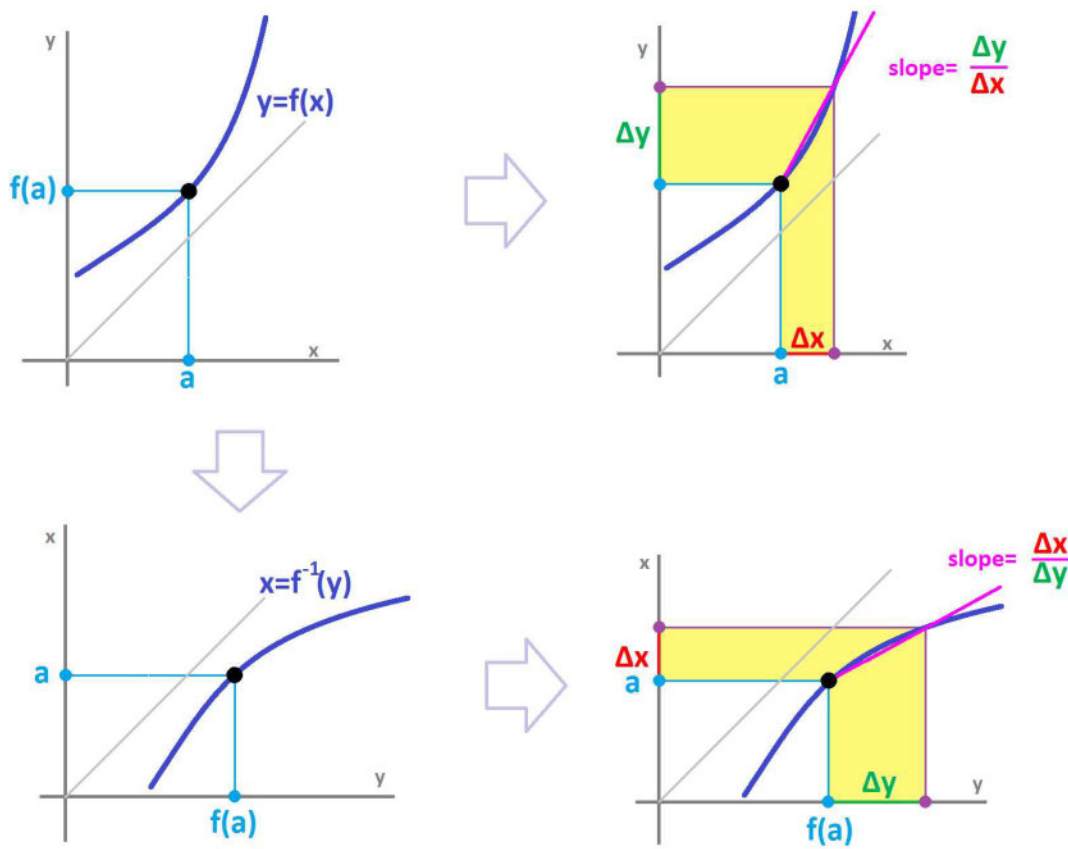 y
y=f(x)
f(a)
x
a
y
slope= Δy
Δx
Δy
Δx
x
a
x
x=f⁻¹(y)
a
y
f(a)
x
slope= Δx
Δy
Δx
a
Δy
y
f(a)